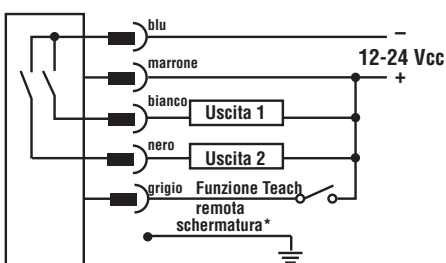 blu
–
12-24 Vcc
marrone
+
bianco
Uscita 1
nero
Uscita 2
grigio Funzione Teach
remota
schermatura*